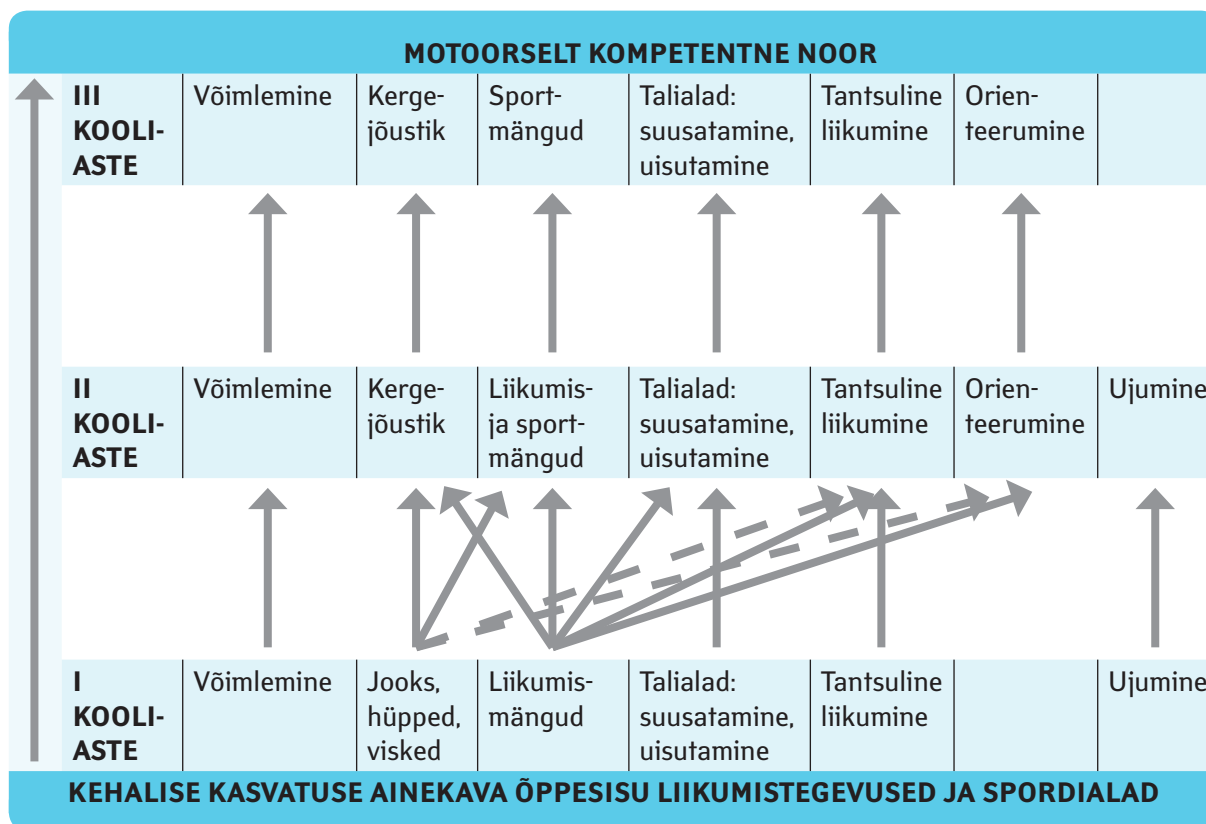 MOTOORSELT KOMPETENTNE NOOR
III
KOOLI-
ASTE
Võimlemine
Kerge-
jõustik
Sport-
mängud
Talialad:
suusatamine,
uisutamine
Tantsuline
liikumine
Orien-
teerumine
II
KOOLI-
ASTE
Võimlemine
Kerge-
jõustik
Liikumis-
ja sport-
mängud
Talialad:
suusatamine,
uisutamine
Tantsuline
liikumine
Orien-
teerumine
Ujumine
I
KOOLI-
ASTE
Võimlemine
Jooks,
hüpped,
visked
Liikumis-
mängud
Talialad:
suusatamine,
uisutamine
Tantsuline
liikumine
Ujumine
KEHALISE KASVATUSE AINEKAVA ÕPPESISU LIIKUMISTEGEVUSED JA SPORDIALAD